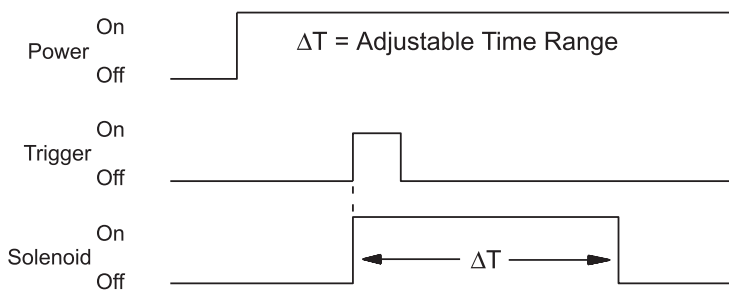 On
Power
Off
ΔT = Adjustable Time Range
On
Trigger
Off
On
Solenoid
Off
ΔT